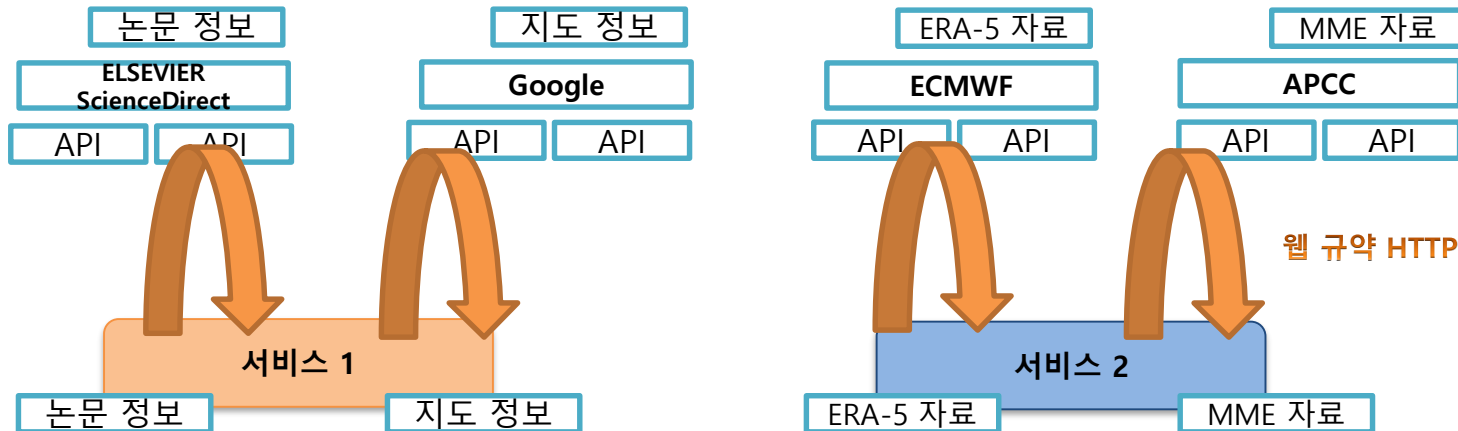 논문 정보
지도 정보
ERA-5 자료
MME 자료
ELSEVIER
ScienceDirect
Google
ECMWF
APCC
API
API
API
API
API
API
API
API
웹 규약 HTTP
서비스 1
서비스 2
논문 정보
지도 정보
ERA-5 자료
MME 자료